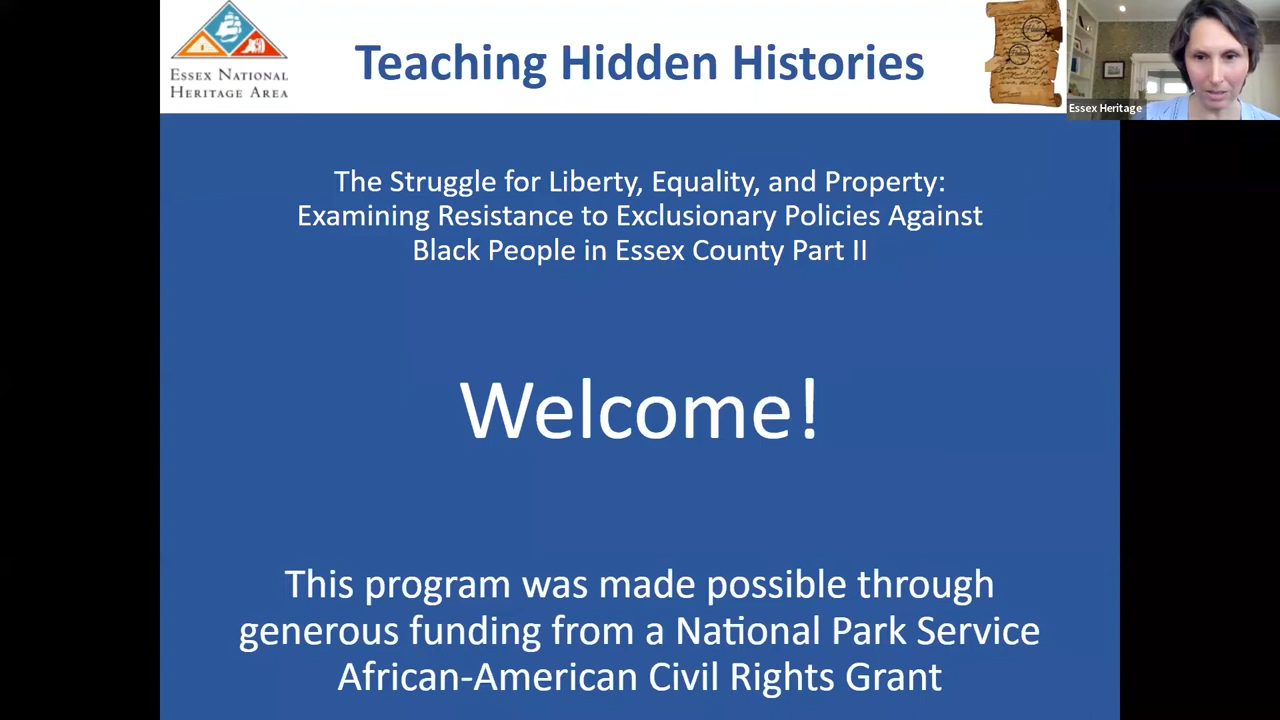 ESSEX NATIONAL
HERITAGE AREA
Teaching Hidden Histories
Essex Heritage
The Struggle for Liberty, Equality, and Property:
Examining Resistance to Exclusionary Policies Against
Black People in Essex County Part II
Welcome!
This program was made possible through
generous funding from a National Park Service
African-American Civil Rights Grant